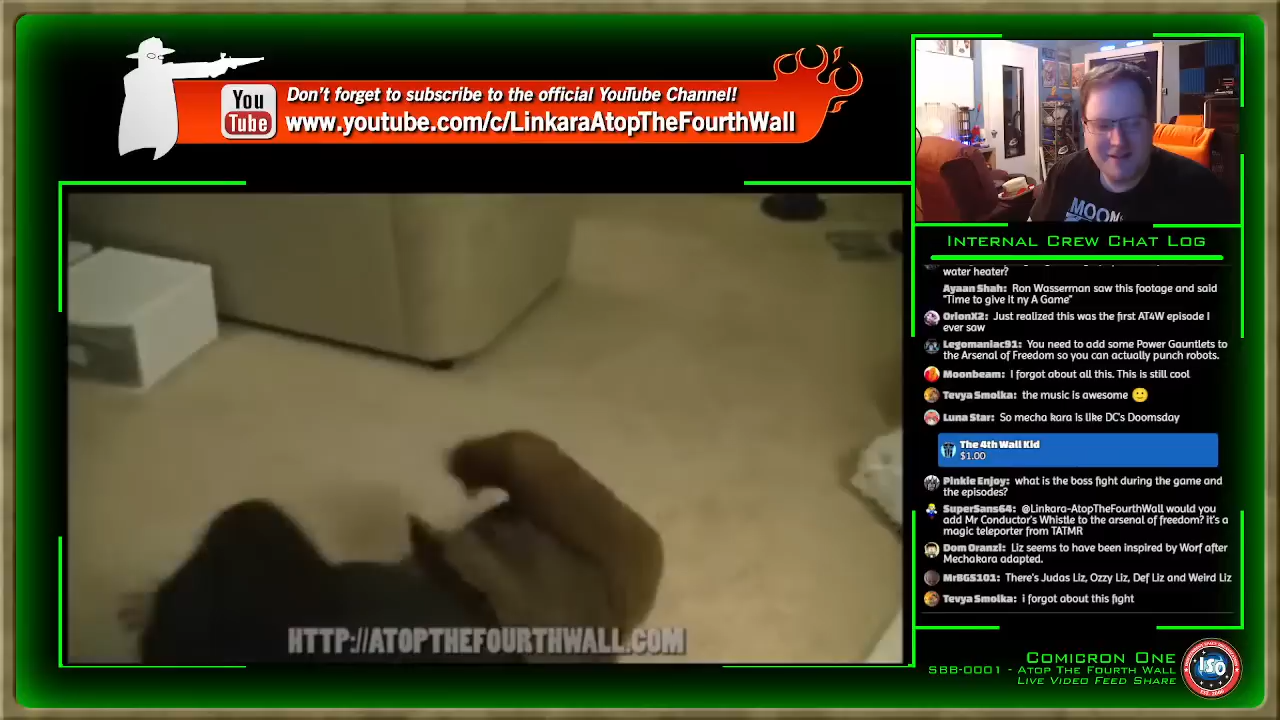 Don't forget to subscribe to the official YouTube Channel!
You
Tube
www.youtube.com/c/LinkaraAtopTheFourthWall
MOON
Internal Crew Chat Log
water heater?
Ayaan Shah: Ron Wasserman saw this footage and said
"Time to give it ny A Game"
OrionX2: Just realized this was the first AT4W episode I
ever saw
Legomaniac91: You need to add some Power Gauntlets to
the Arsenal of Freedom so you can actually punch robots.
Moonbeam: I forgot about all this. This is still cool
Tevya Smolka: the music is awesome 🙂
Luna Star: So mecha kara is like DC's Doomsday
The 4th Wall Kid
$1.00
Pinkie Enjoy: what is the boss fight during the game and
the episodes?
SuperSans64: @Linkara-AtopTheFourthWall would you
add Mr Conductor's Whistle to the arsenal of freedom? it's a
magic teleporter from TATMR
Dom Oranzi: Liz seems to have been inspired by Worf after
Mechakara adapted.
MrBG5101: There's Judas Liz, Ozzy Liz, Def Liz and Weird Liz
Tevya Smolka: i forgot about this fight
HTTP://ATOPTHEFOURTHWALL.COM
Comicron One
SBB-0001 - Atop The Fourth Wall
Live Video Feed Share
ISO